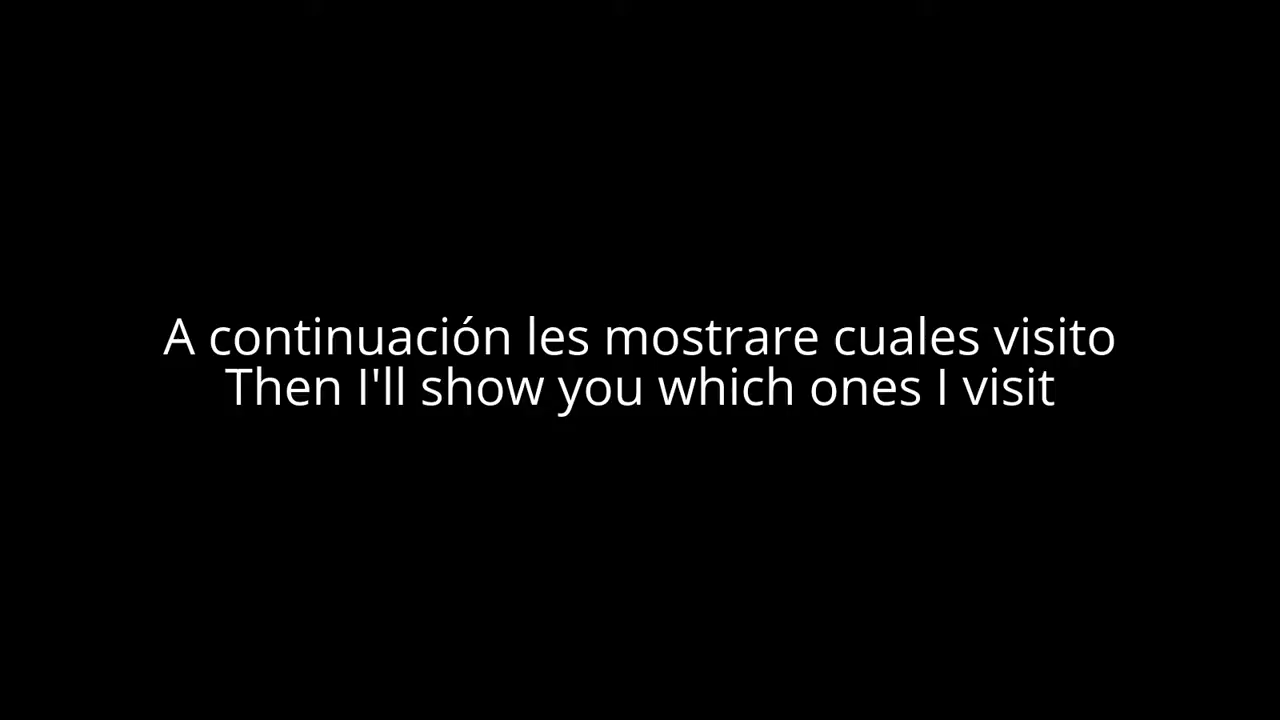 A continuación les mostrare cuales visito
Then I'll show you which ones I visit